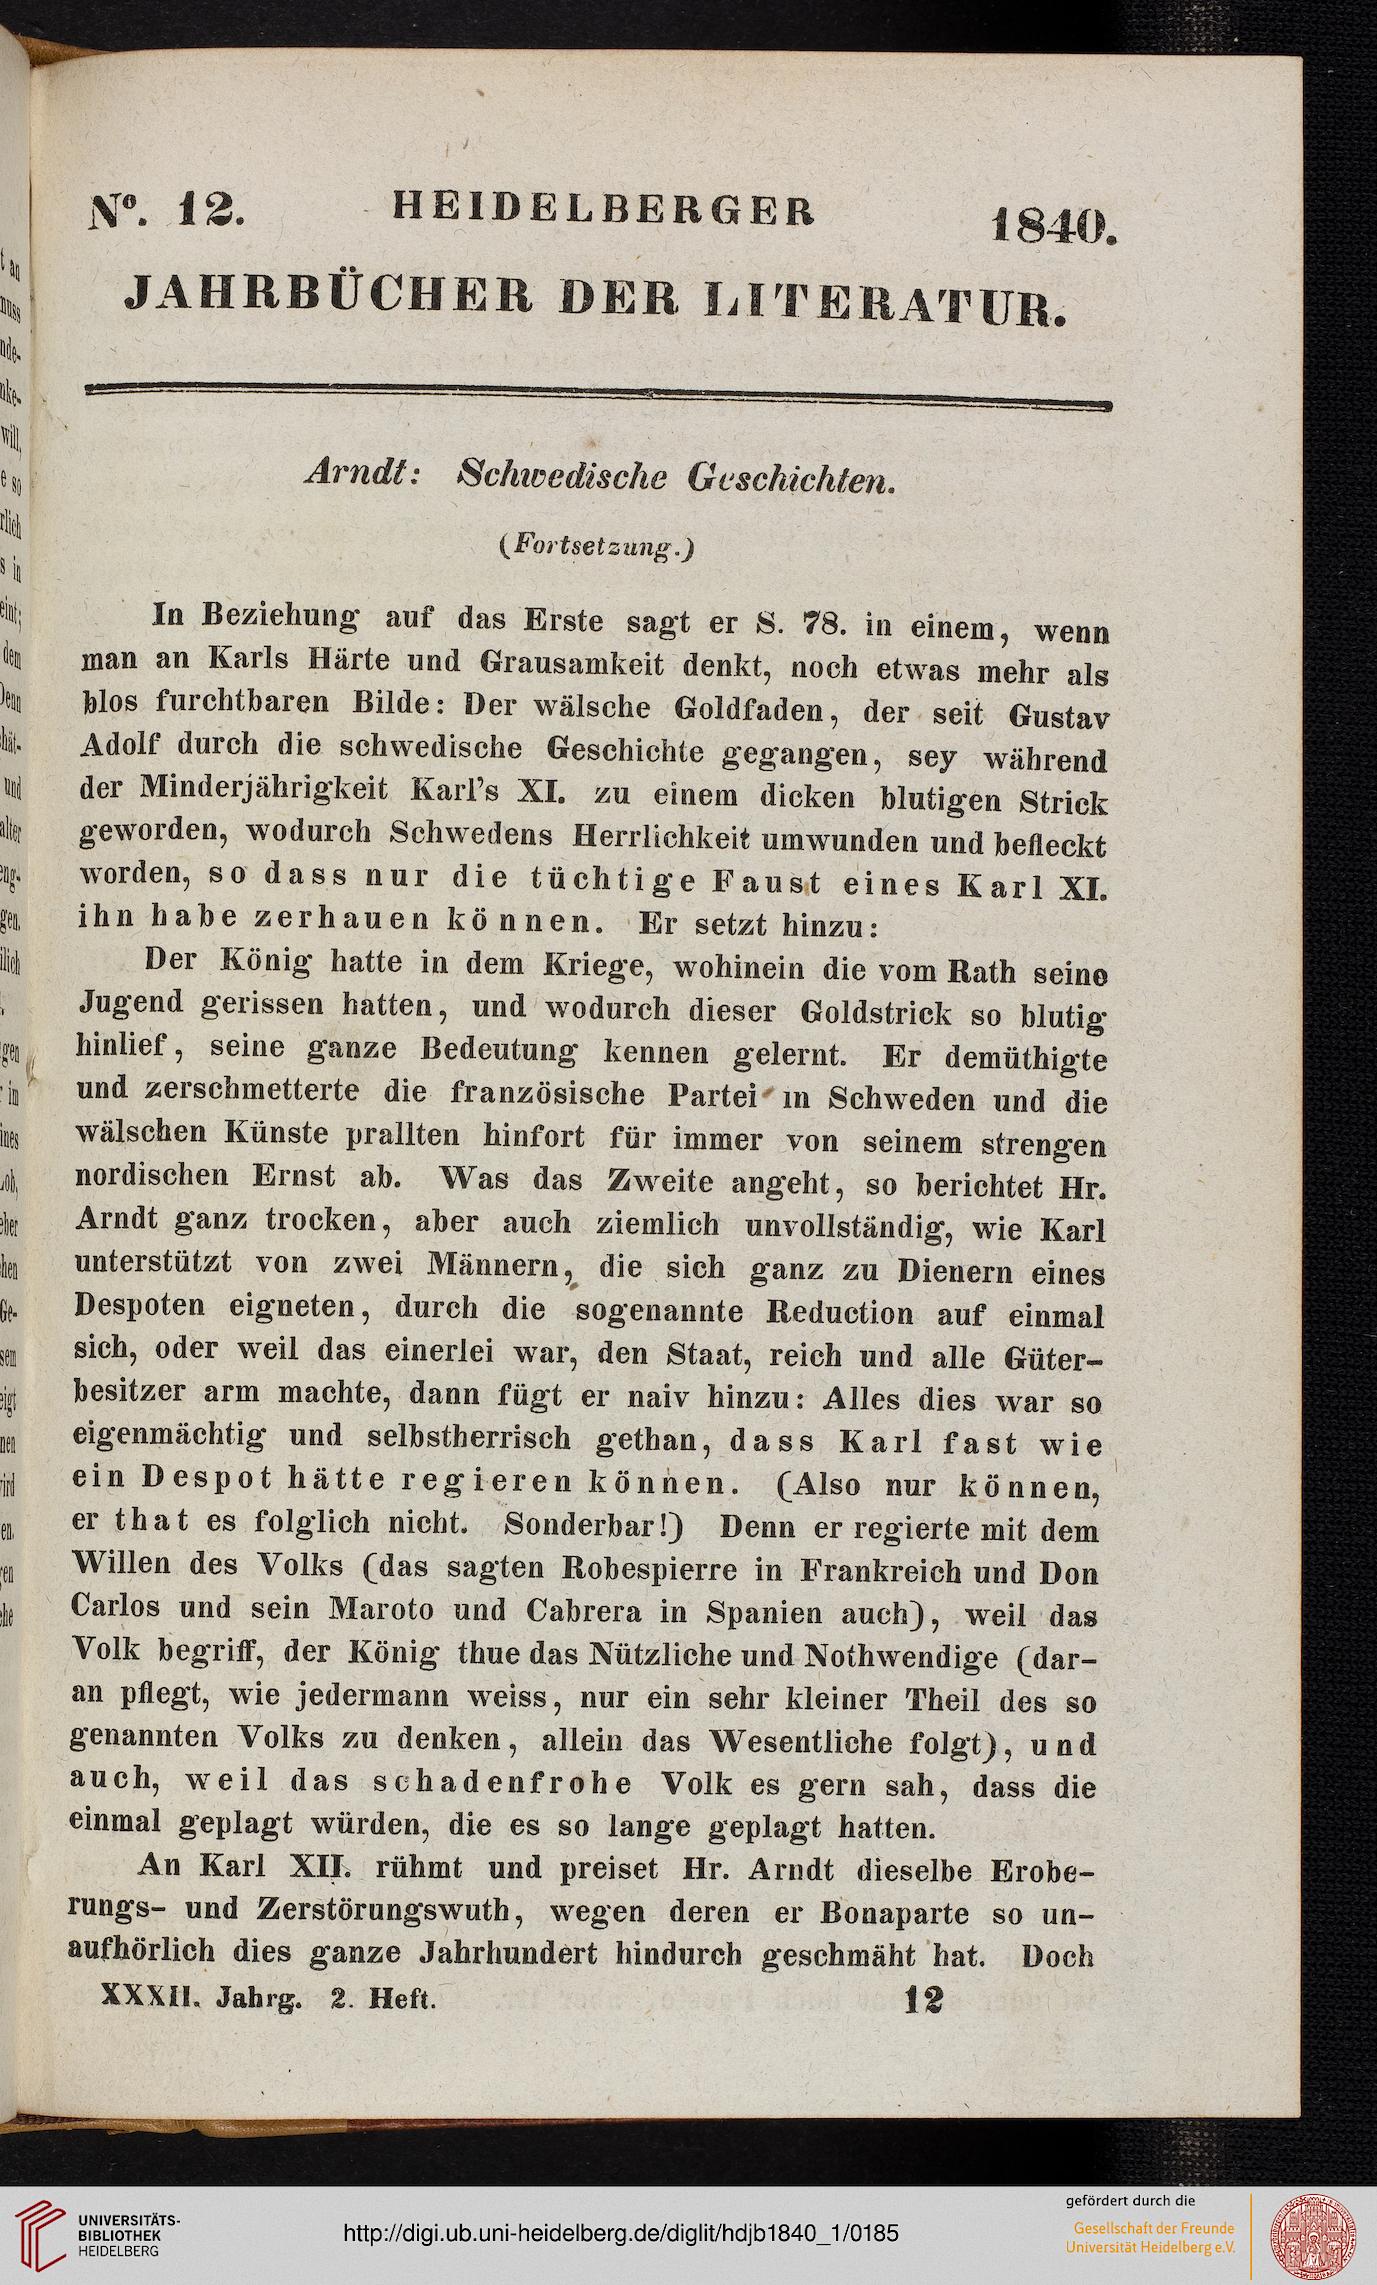 N°. 12. HEIDELBERGER 1840.
JAHRBÜCHER DER LITERATUR.
Arndt: Schwedische Geschichten.
(Fortsetzung.)
In Beziehung auf das Erste sagt er S. 78. in einem, wenn
man an Karls Härte und Grausamkeit denkt, noch etwas mehr als
blos furchtbaren Bilde: Der wälsche Goldfaden, der seit Gustav
Adolf durch die schwedische Geschichte gegangen, sey während
der Minderjährigkeit Karl's XI. zu einem dicken blutigen Strick
geworden, wodurch Schwedens Herrlichkeit umwunden und befleckt
worden, so dass nur die tüchtige Faust eines Karl XI.
ihn habe zerhauen können. Er setzt hinzu:
Der König hatte in dem Kriege, wohinein die vom Rath seine
Jugend gerissen hatten, und wodurch dieser Goldstrick so blutig
hinlief, seine ganze Bedeutung kennen gelernt. Er demüthigte
und zerschmetterte die französische Partei in Schweden und die
wälschen Künste prallten hinfort für immer von seinem strengen
nordischen Ernst ab. Was das Zweite angeht, so berichtet Hr.
Arndt ganz trocken, aber auch ziemlich unvollständig, wie Karl
unterstützt von zwei Männern, die sich ganz zu Dienern eines
Despoten eigneten, durch die sogenannte Reduction auf einmal
sich, oder weil das einerlei war, den Staat, reich und alle Güter-
besitzer arm machte, dann fügt er naiv hinzu: Alles dies war so
eigenmächtig und selbstherrisch gethan, dass Karl fast wie
ein Despot hätte regieren können. (Also nur können,
er that es folglich nicht. Sonderbar!) Denn er regierte mit dem
Willen des Volks (das sagten Robespierre in Frankreich und Don
Carlos und sein Maroto und Cabrera in Spanien auch), weil das
Volk begriff, der König thue das Nützliche und Nothwendige (dar-
an pflegt, wie jedermann weiss, nur ein sehr kleiner Theil des so
genannten Volks zu denken, allein das Wesentliche folgt), und
auch, weil das schadenfrohe Volk es gern sah, dass die
einmal geplagt würden, die es so lange geplagt hatten.
An Karl XII. rühmt und preiset Hr. Arndt dieselbe Erobe-
rungs- und Zerstörungswuth, wegen deren er Bonaparte so un-
aufhörlich dies ganze Jahrhundert hindurch geschmäht hat. Doch
XXXII. Jahrg. 2. Heft. 12
UNIVERSITÄTS-
BIBLIOTHEK
HEIDELBERG
http://digi.ub.uni-heidelberg.de/diglit/hdjb1840_1/0185
gefördert durch die
Gesellschaft der Freunde
Universität Heidelberg e.V.